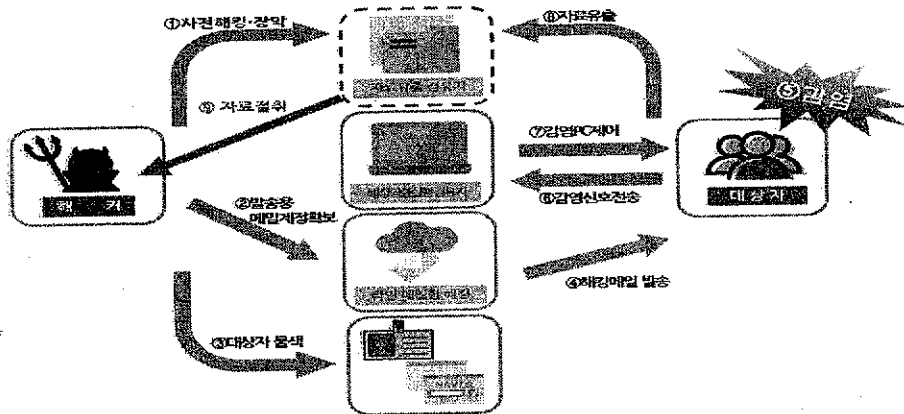 ①사전해킹·장악
⑧자료유출
⑤감염
⑨ 자료절취
⑦감염PC제어
해 커
대상자
⑥감염신호전송
②발송용
메일계정확보
④해킹메일 발송
③대상자 물색
NAVER